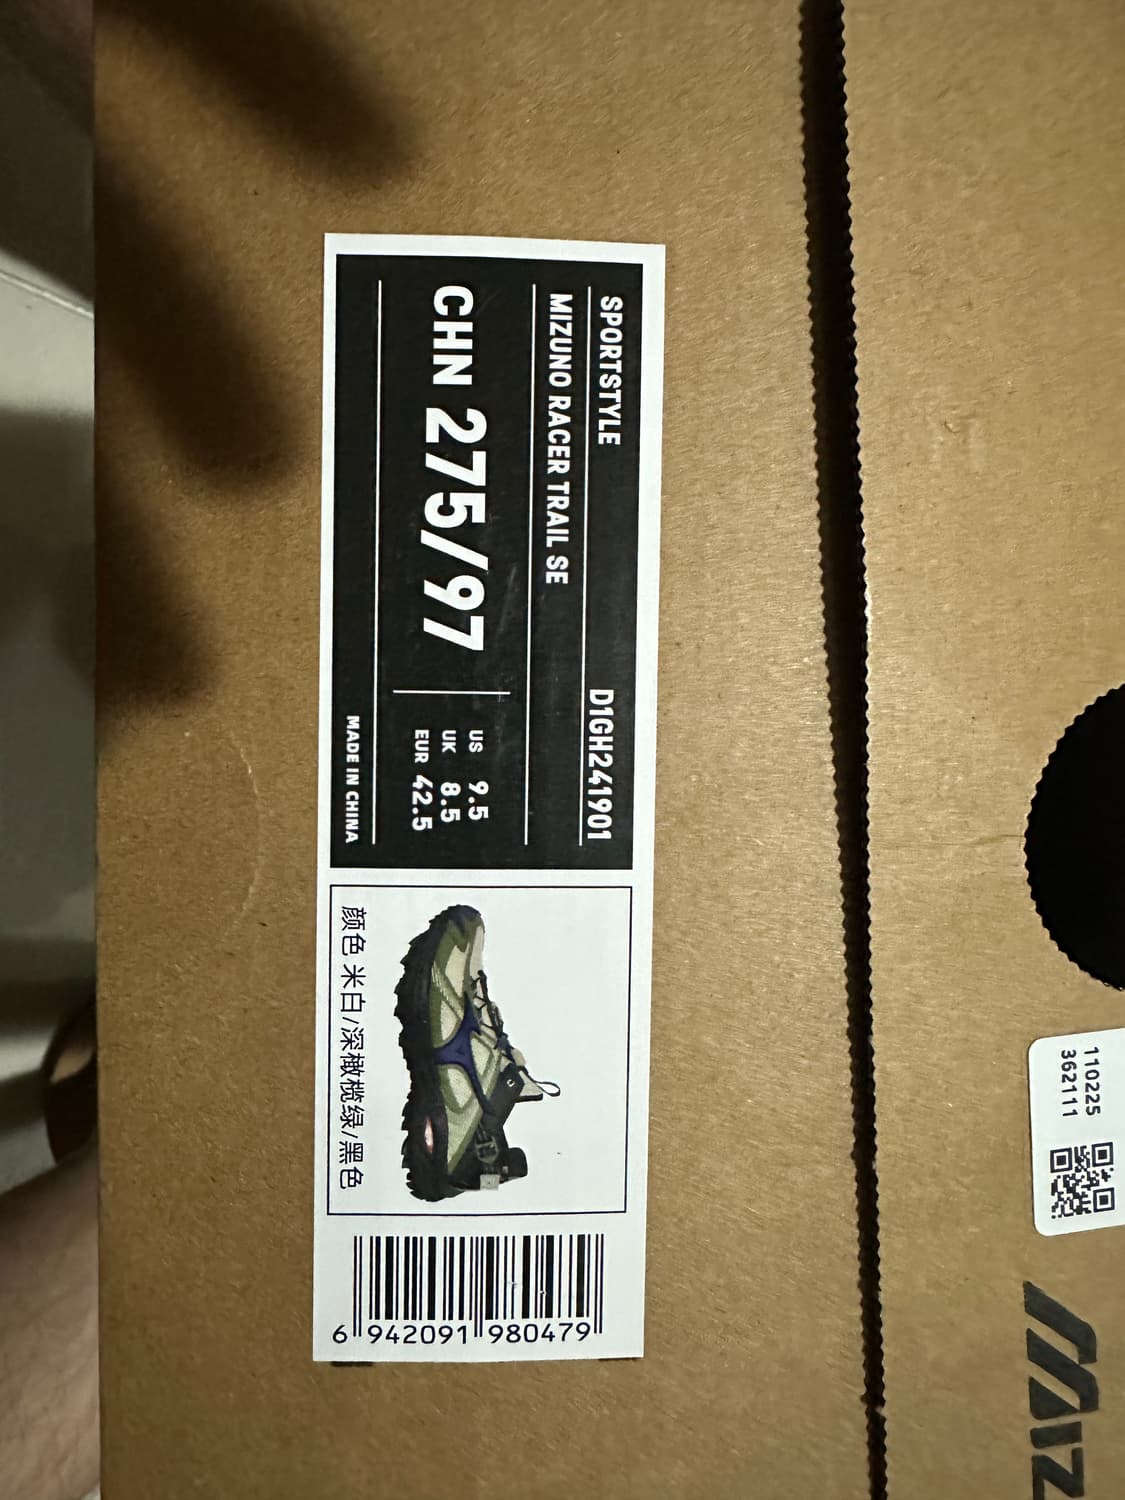 SPORTSTYLE D1GH241901
MIZUNO RACER TRAIL SE
CHN 275/97
US 9.5
UK 8.5
EUR 42.5
MADE IN CHINA
颜色 米白/深橄榄绿/黑色
6 942091 980479
110225
362111
MIZ